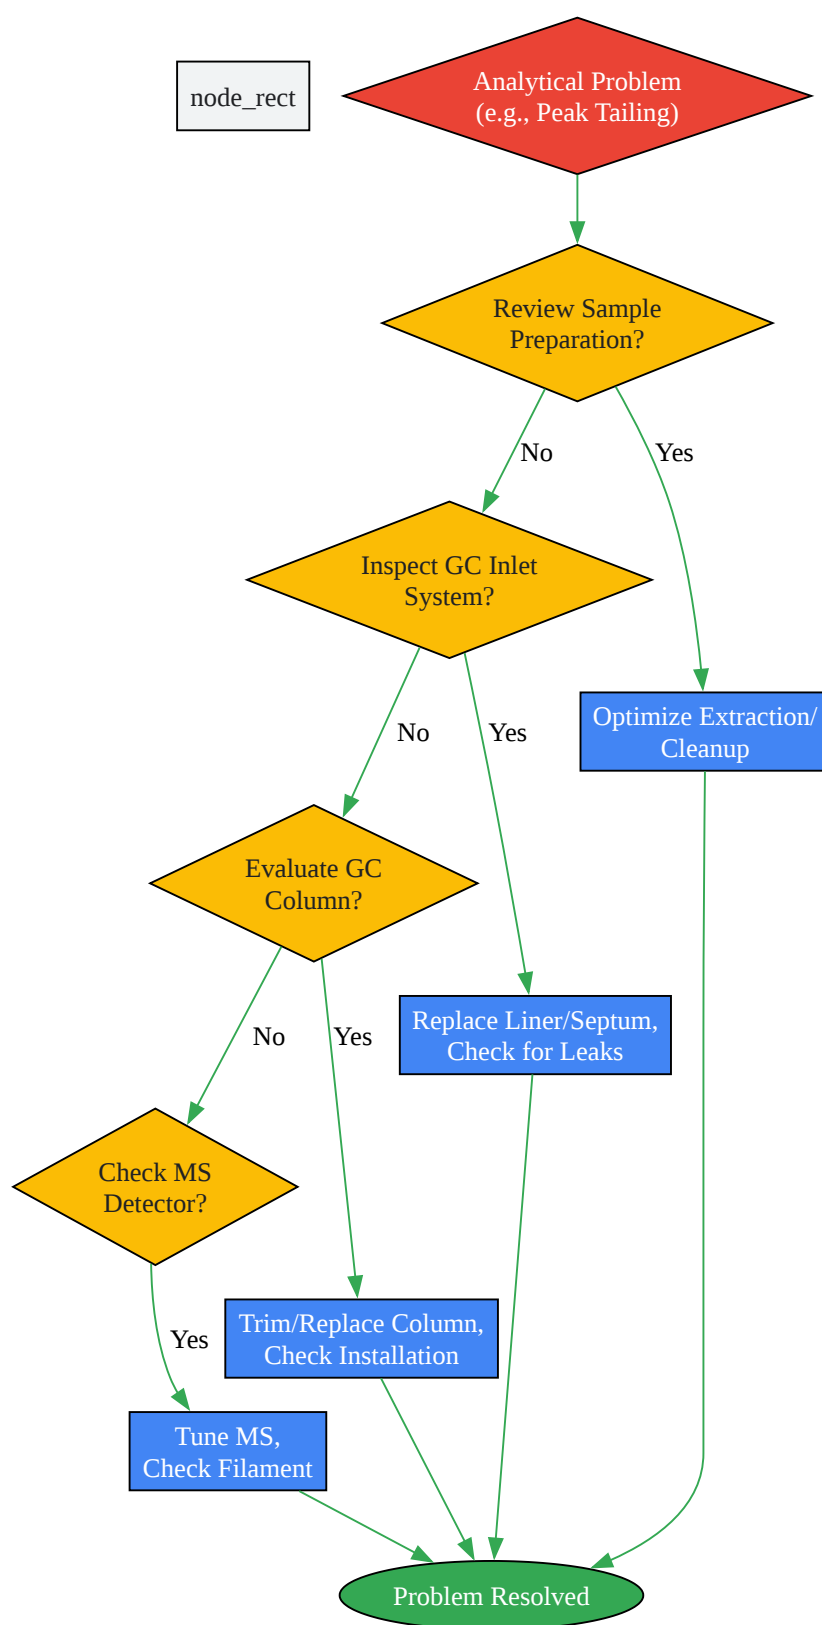 node_rect
Analytical Problem
(e.g., Peak Tailing)
Review Sample
Preparation?
No
Yes
Inspect GC Inlet
System?
No
Yes
Optimize Extraction/
Cleanup
Evaluate GC
Column?
No
Yes
Replace Liner/Septum,
Check for Leaks
Check MS
Detector?
Yes
Trim/Replace Column,
Check Installation
Tune MS,
Check Filament
Problem Resolved